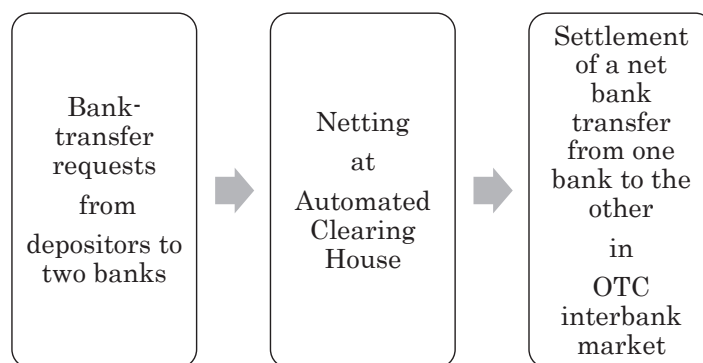 Bank-
transfer
requests
from
depositors to
two banks
Netting
at
Automated
Clearing
House
Settlement
of a net
bank
transfer
from one
bank to the
other
in
OTC
interbank
market